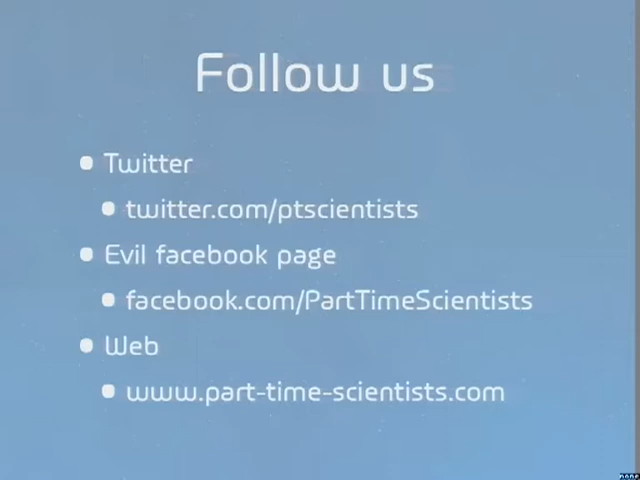 Follow us
Twitter
twitter.com/ptscientists
Evil facebook page
facebook.com/PartTimeScientists
Web
www.part-time-scientists.com